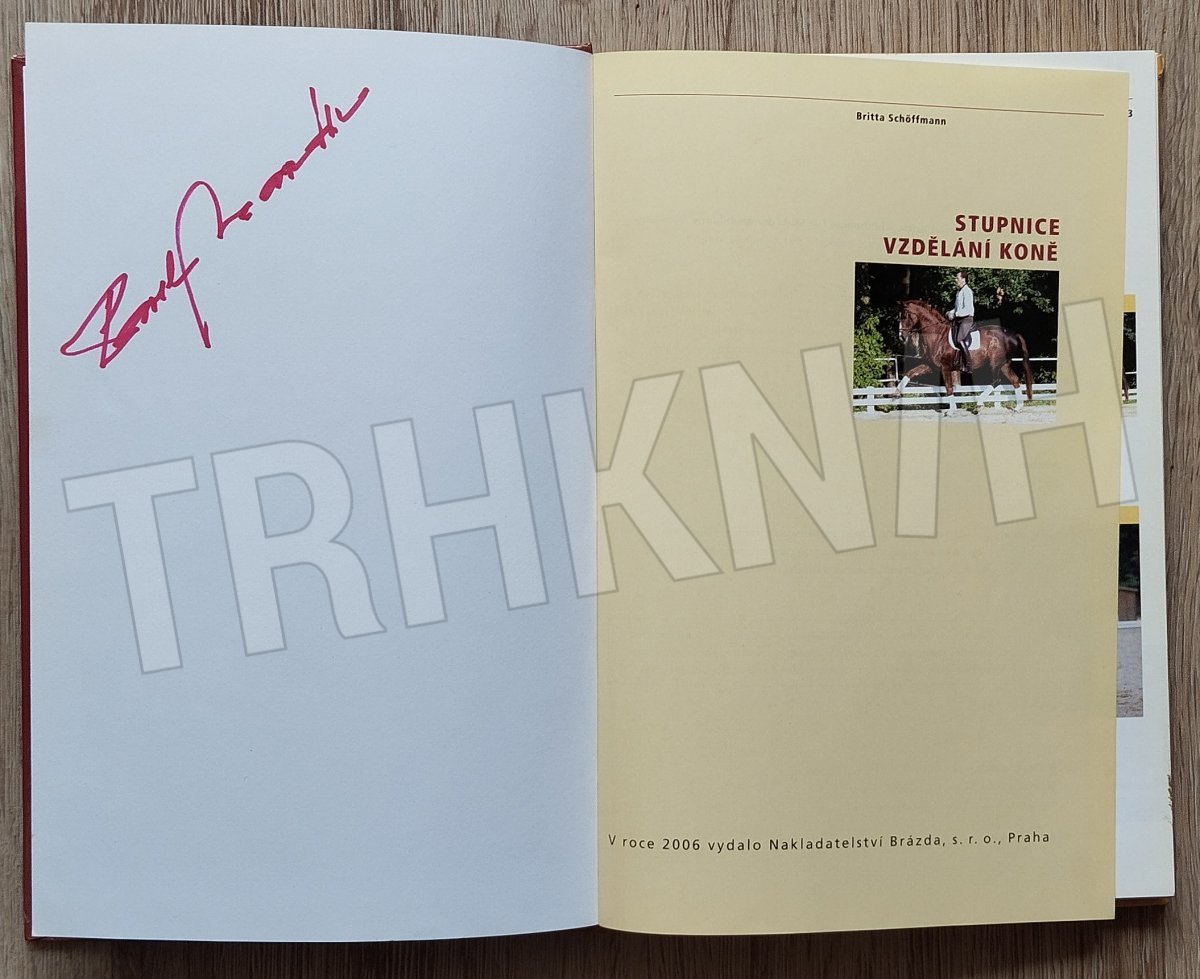 Britta Schöffmann
3
STUPNICE
VZDĚLÁNÍ KONĚ
TRHKNIH
V roce 2006 vydalo Nakladatelství Brázda, s. r. o., Praha